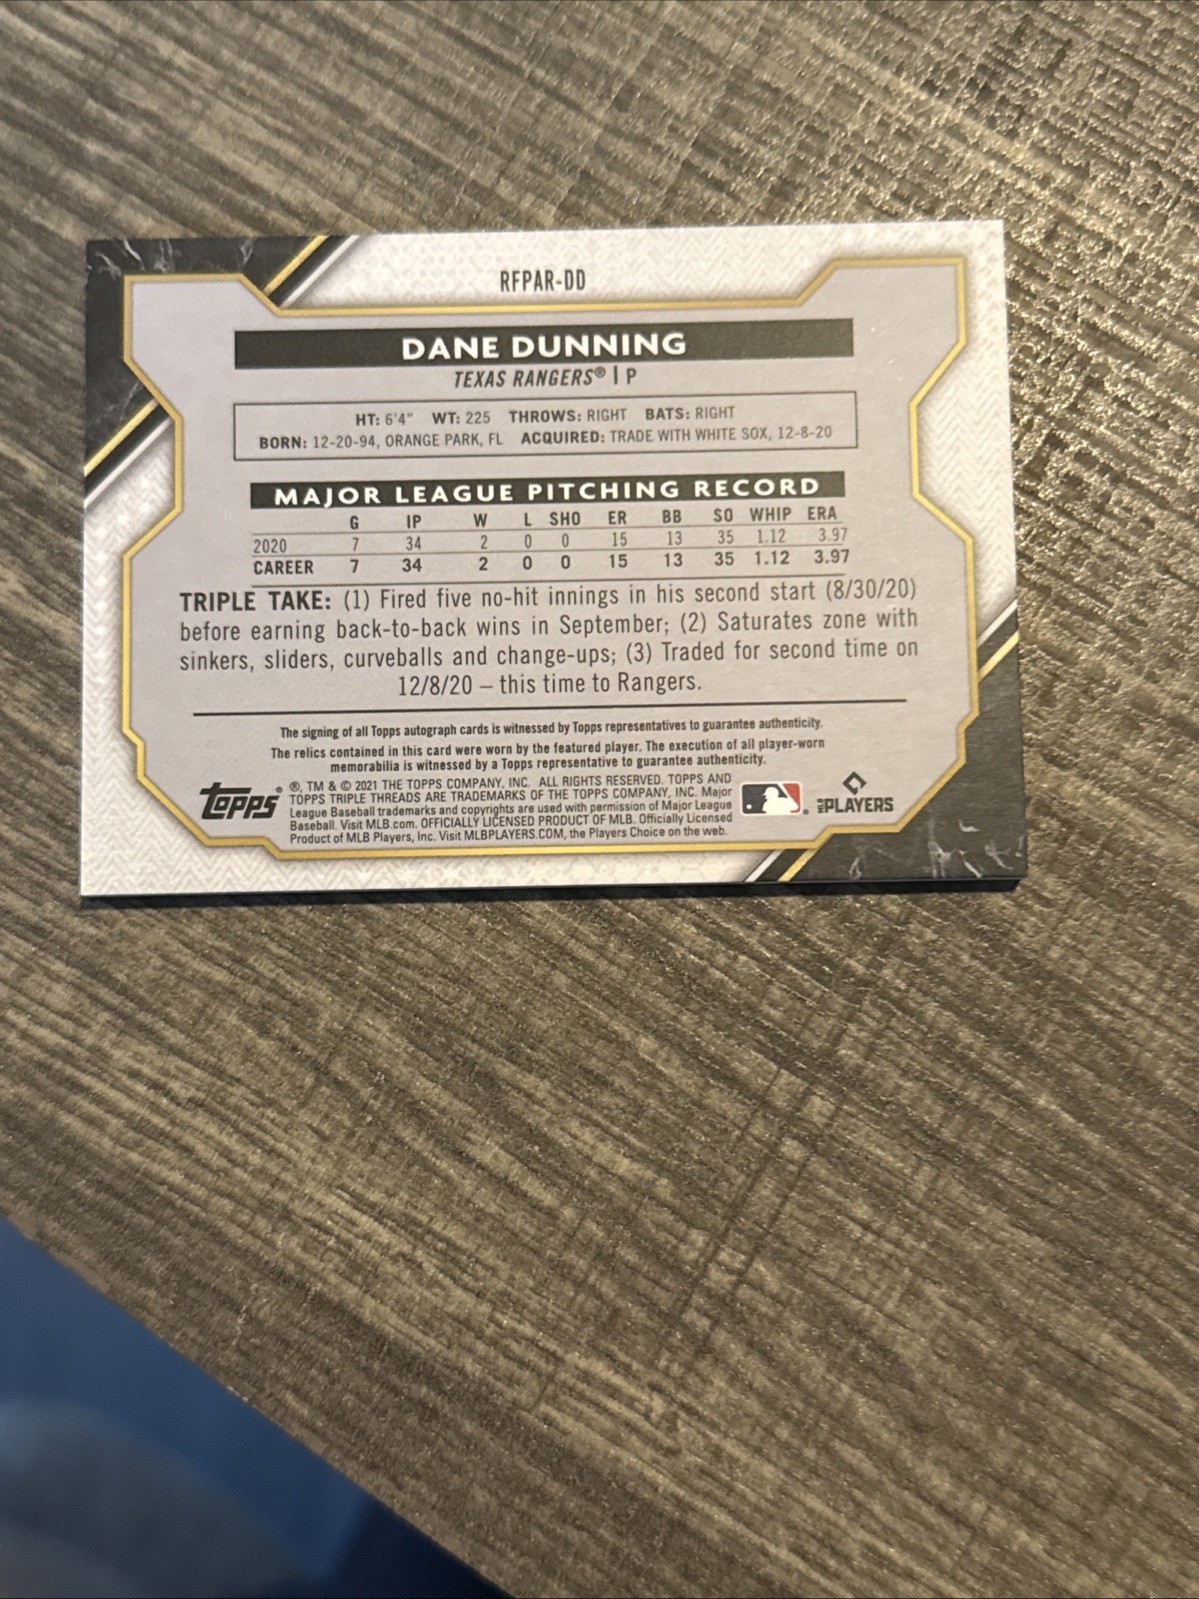 RFPAR-DD
DANE DUNNING
TEXAS RANGERS® | P
HT: 6'4" WT: 225 THROWS: RIGHT BATS: RIGHT
BORN: 12-20-94, ORANGE PARK, FL ACQUIRED: TRADE WITH WHITE SOX, 12-8-20
MAJOR LEAGUE PITCHING RECORD
G IP W L SHO ER BB SO WHIP ERA
2020 7 34 2 0 0 15 13 35 1.12 3.97
CAREER 7 34 2 0 0 15 13 35 1.12 3.97
TRIPLE TAKE: (1) Fired five no-hit innings in his second start (8/30/20)
before earning back-to-back wins in September; (2) Saturates zone with
sinkers, sliders, curveballs and change-ups; (3) Traded for second time on
12/8/20 – this time to Rangers.
The signing of all Topps autograph cards is witnessed by Topps representatives to guarantee authenticity.
The relics contained in this card were worn by the featured player. The execution of all player-worn
memorabilia is witnessed by a Topps representative to guarantee authenticity.
Topps®
®, TM & © 2021 THE TOPPS COMPANY, INC. ALL RIGHTS RESERVED. TOPPS AND
TOPPS TRIPLE THREADS ARE TRADEMARKS OF THE TOPPS COMPANY, INC. Major
League Baseball trademarks and copyrights are used with permission of Major League
Baseball. Visit MLB.com. OFFICIALLY LICENSED PRODUCT OF MLB. Officially Licensed
Product of MLB Players, Inc. Visit MLBPLAYERS.COM, the Players Choice on the web.
MLB PLAYERS